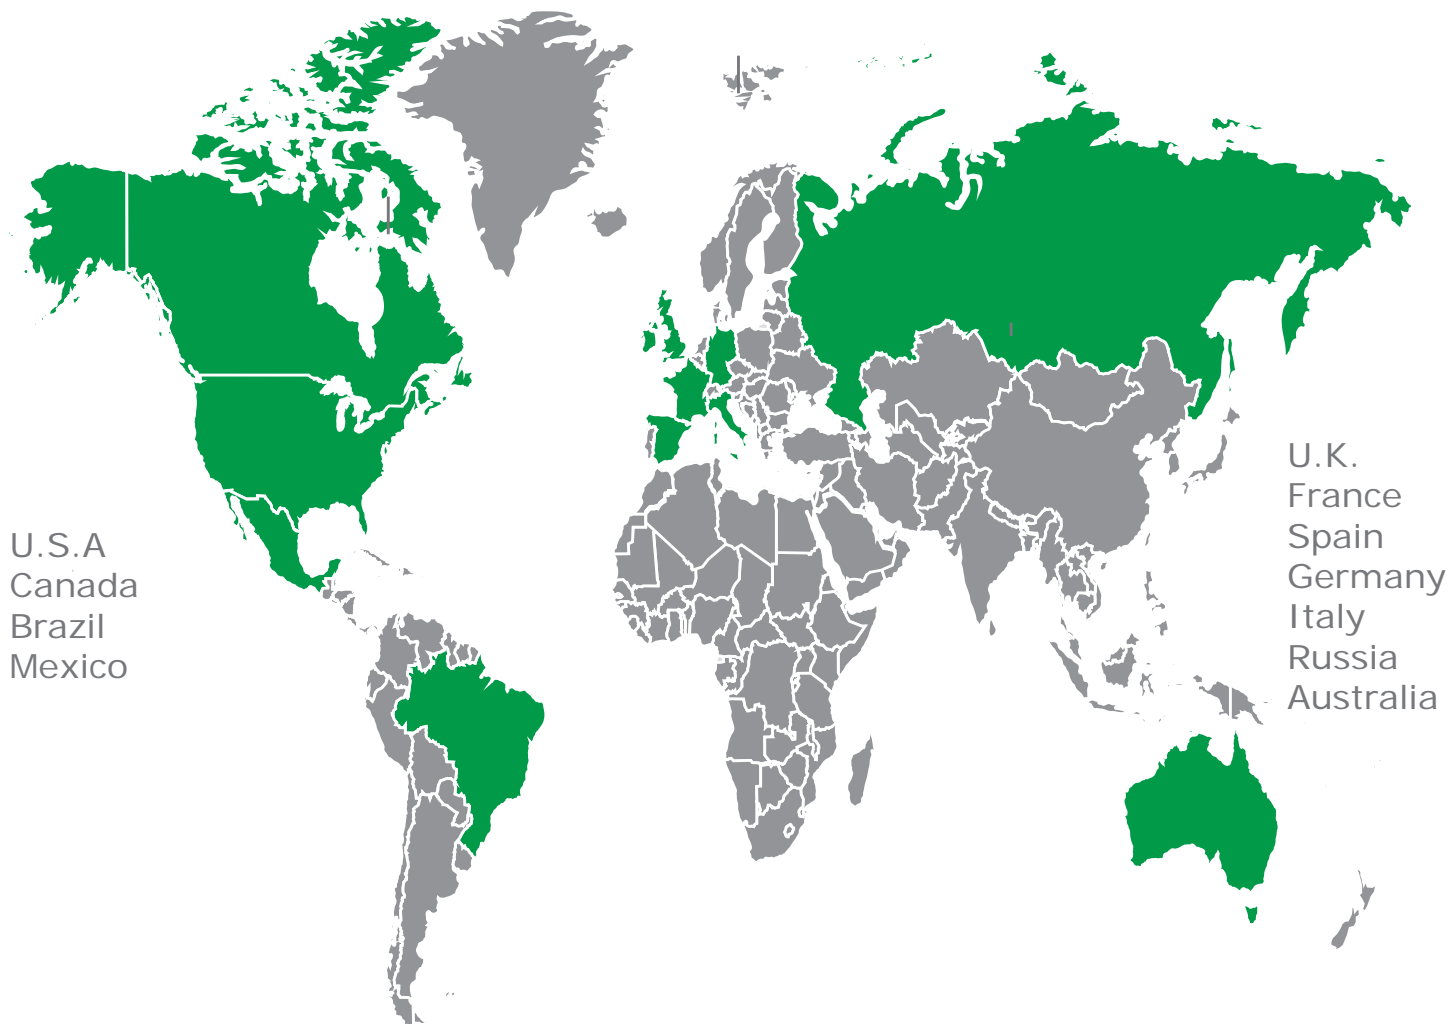 U.S.A
Canada
Brazil
Mexico
U.K.
France
Spain
Germany
Italy
Russia
Australia